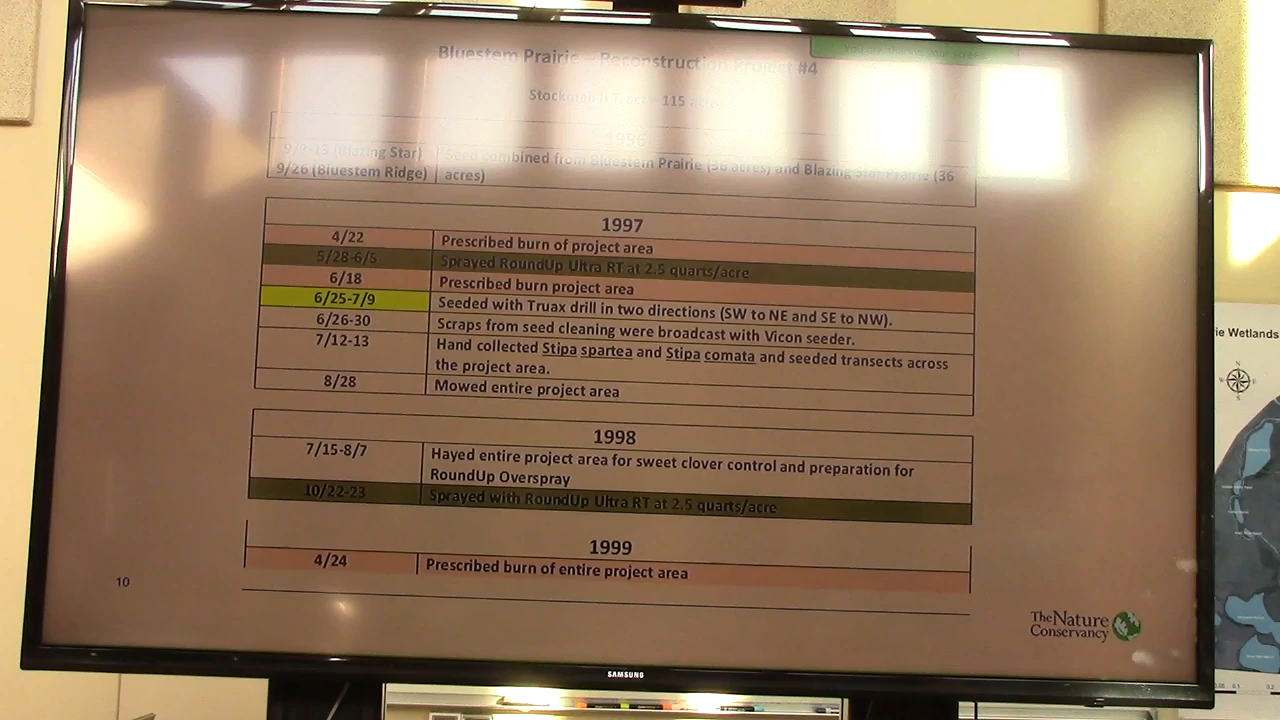 Bluestem Prairie – Reconstruction Project #4
Stockmen II Tract – 115 acres
1996
9/9-13 (Blazing Star)
9/26 (Bluestem Ridge)
Seed combined from Bluestem Prairie (36 acres) and Blazing Star Prairie (36
acres)
1997
4/22 Prescribed burn of project area
5/28-6/5 Sprayed RoundUp Ultra RT at 2.5 quarts/acre
6/18 Prescribed burn project area
6/25-7/9 Seeded with Truax drill in two directions (SW to NE and SE to NW).
6/26-30 Scraps from seed cleaning were broadcast with Vicon seeder.
7/12-13 Hand collected Stipa spartea and Stipa comata and seeded transects across
the project area.
8/28 Mowed entire project area
1998
7/15-8/7 Hayed entire project area for sweet clover control and preparation for
RoundUp Overspray
10/22-23 Sprayed with RoundUp Ultra RT at 2.5 quarts/acre
1999
4/24 Prescribed burn of entire project area
10
The Nature
Conservancy
SAMSUNG
ie Wetlands
N